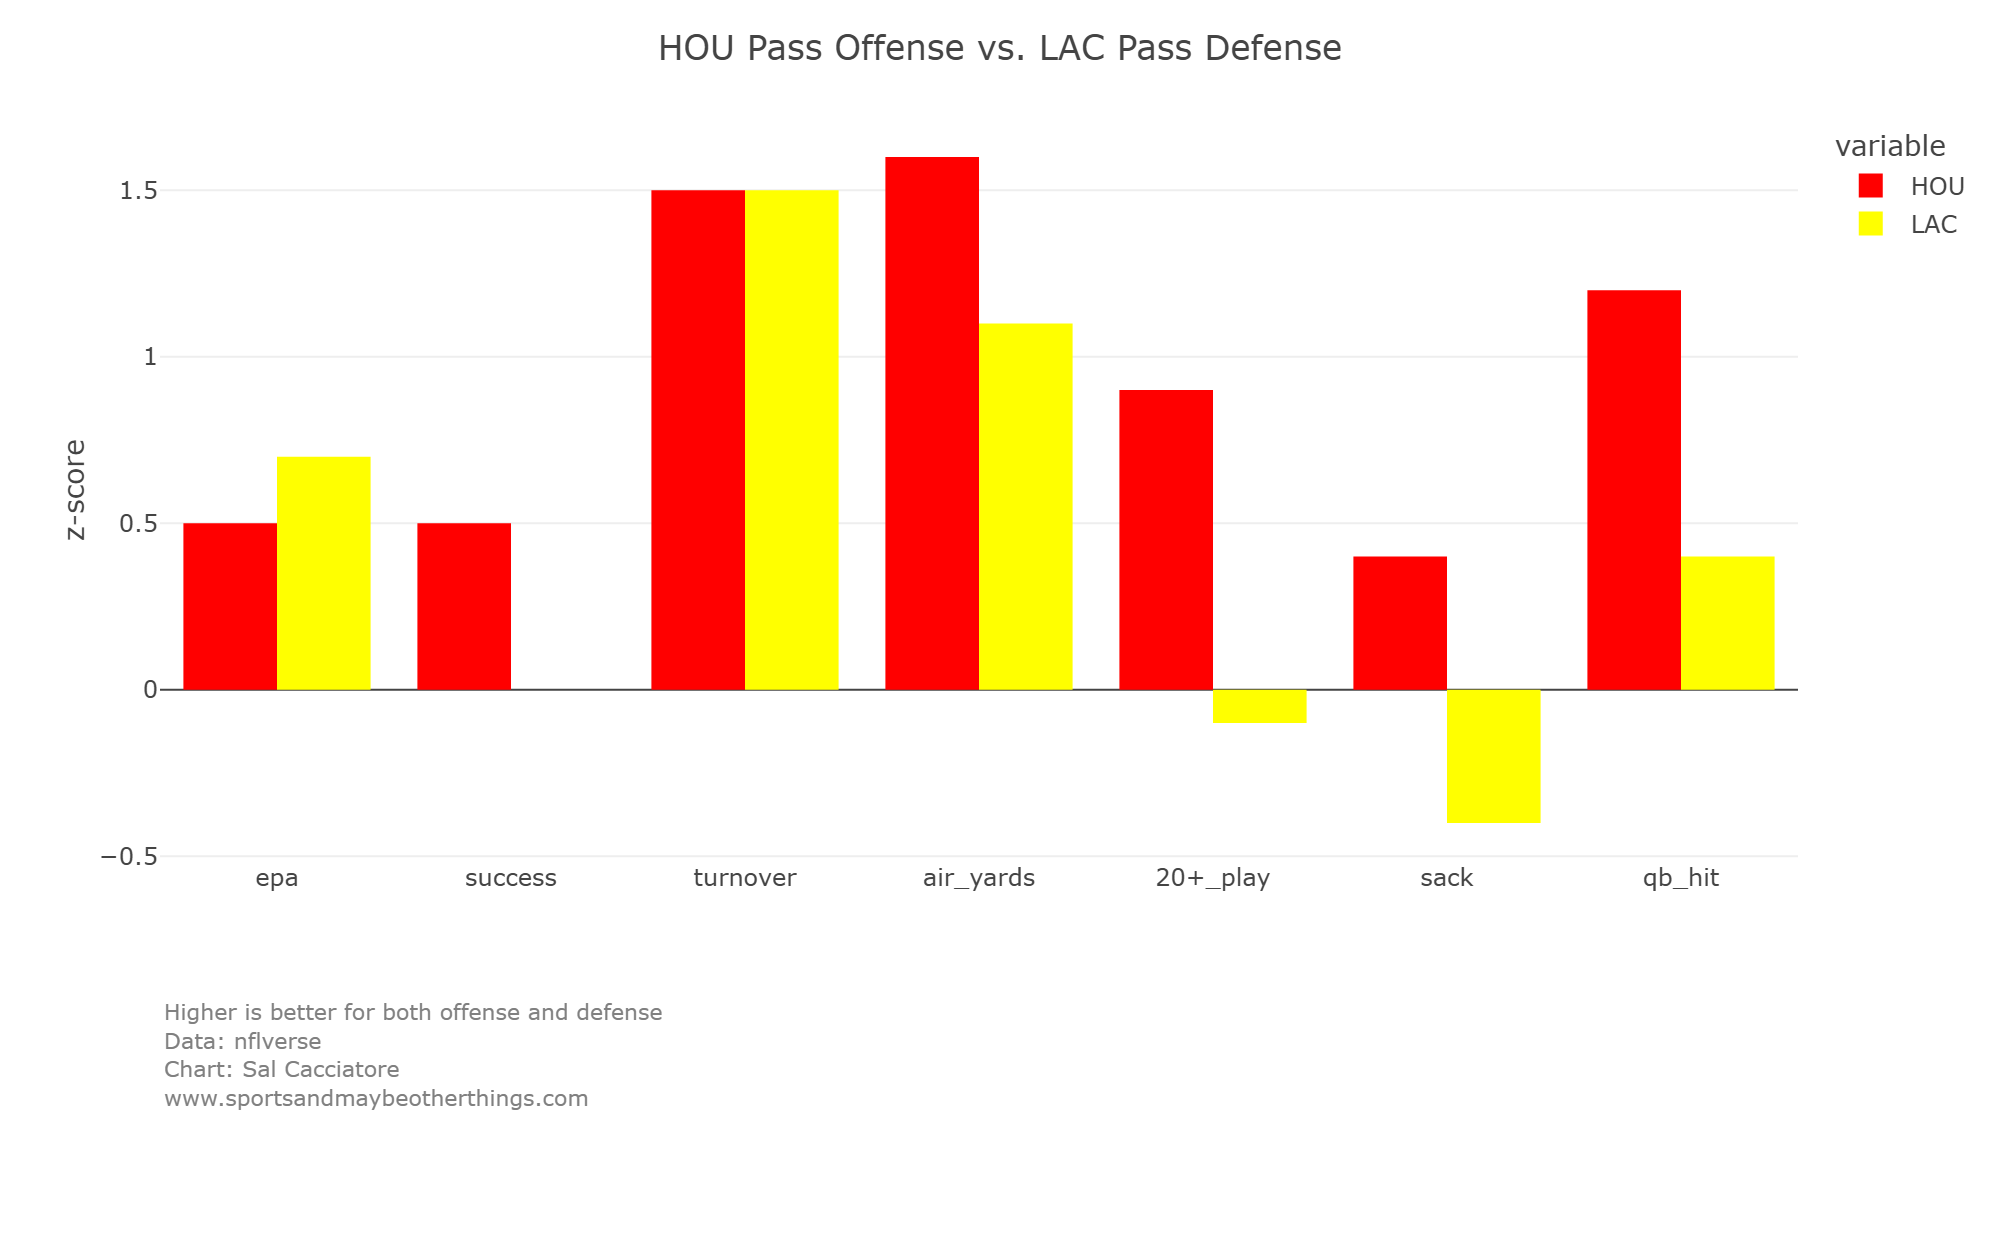 HOU Pass Offense vs. LAC Pass Defense
variable
HOU
LAC
z-score
1.5
1
0.5
0
−0.5
epa
success
turnover
air_yards
20+_play
sack
qb_hit
Higher is better for both offense and defense
Data: nflverse
Chart: Sal Cacciatore
www.sportsandmaybeotherthings.com